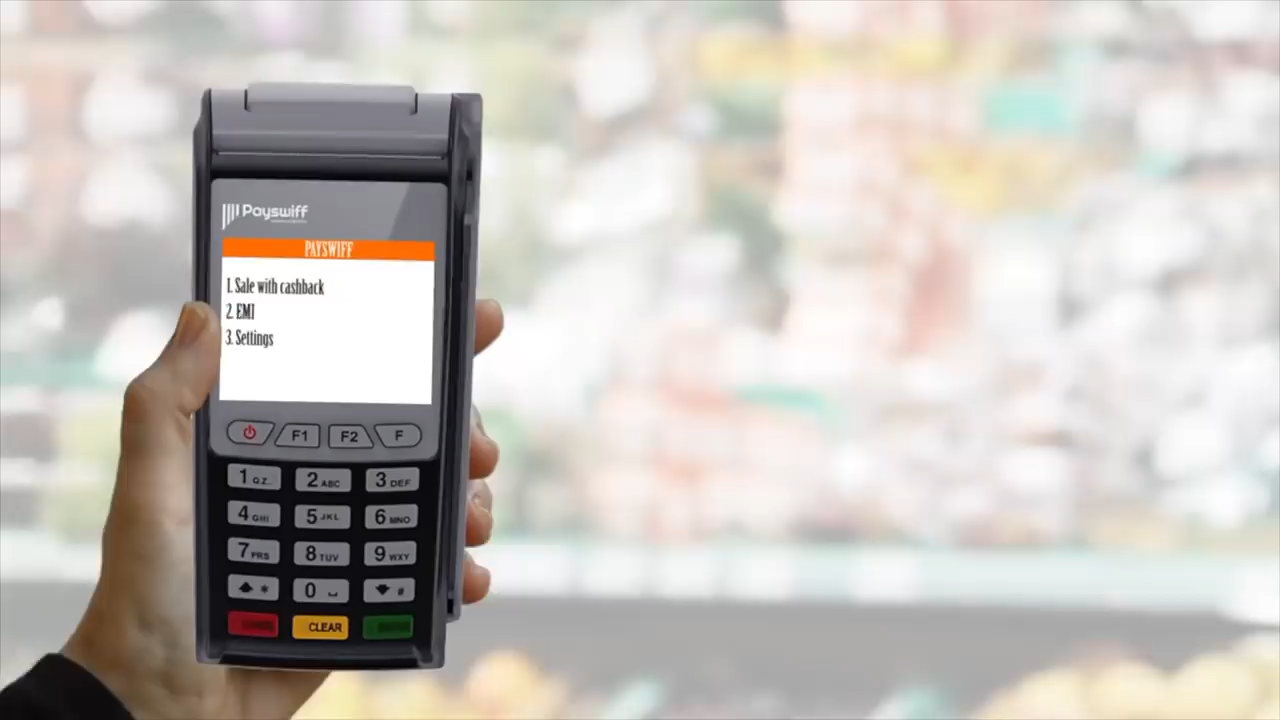 Payswiff
PAYSWIFF
1. Sale with cashback
2. EMI
3. Settings
F1 F2 F
1 QZ. 2 ABC 3 DEF
4 GHI 5 JKL 6 MNO
7 PRS 8 TUV 9 WXY
* 0 #
CLEAR